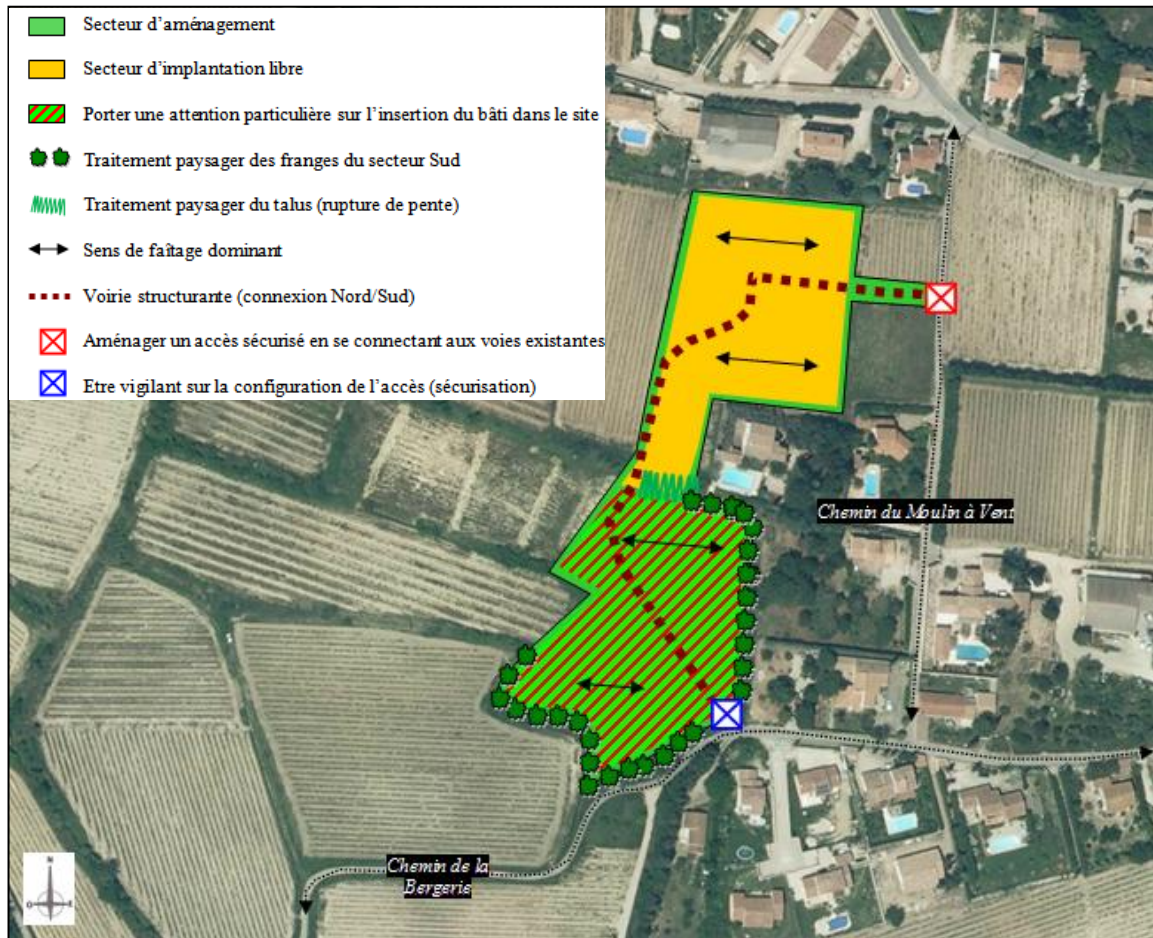 Secteur d'aménagement
Secteur d'implantation libre
Porter une attention particulière sur l'insertion du bâti dans le site
Traitement paysager des franges du secteur Sud
Traitement paysager du talus (rupture de pente)
Sens de faîtage dominant
Voirie structurante (connexion Nord/Sud)
Aménager un accès sécurisé en se connectant aux voies existantes
Etre vigilant sur la configuration de l'accès (sécurisation)
Chemin du Moulin à Vent
Chemin de la
Bergerie
N
O
E